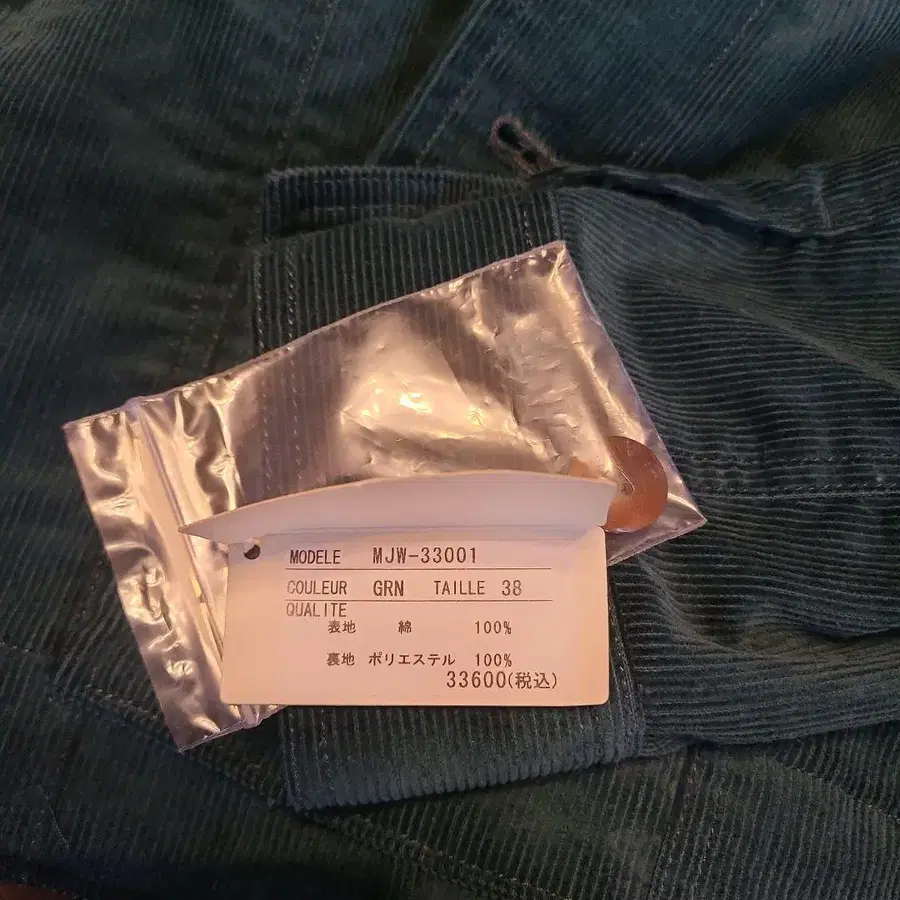 MODELE MJW-33001
COULEUR GRN TAILLE 38
QUALITE
表地 綿 100%
裏地 ポリエステル 100%
33600(税込)